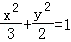 x²/3 + y²/2 = 1